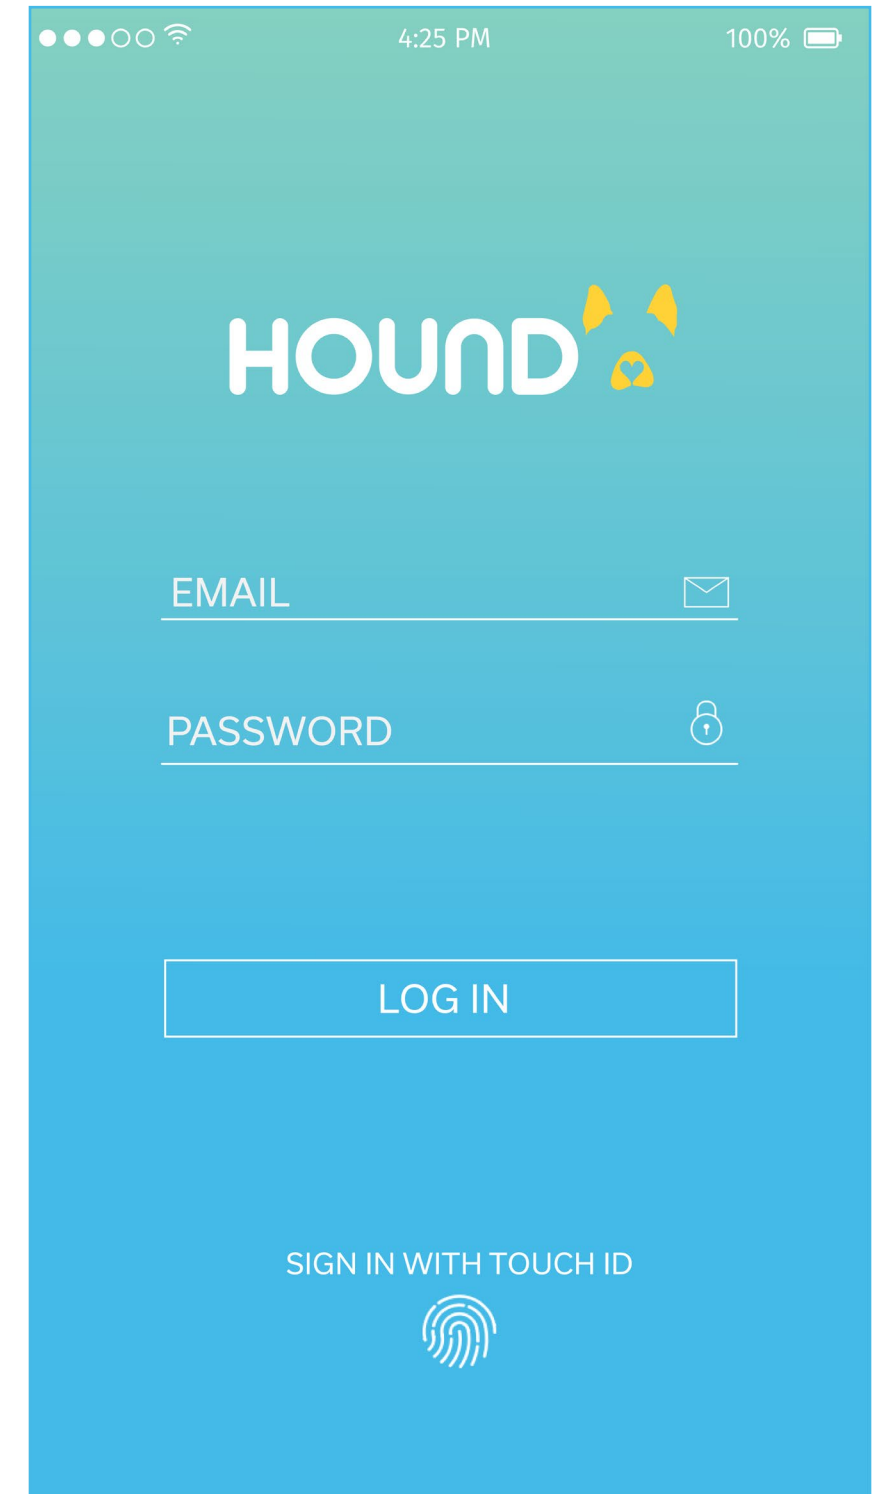 4:25 PM 100%
HOUND
EMAIL
PASSWORD
LOG IN
SIGN IN WITH TOUCH ID